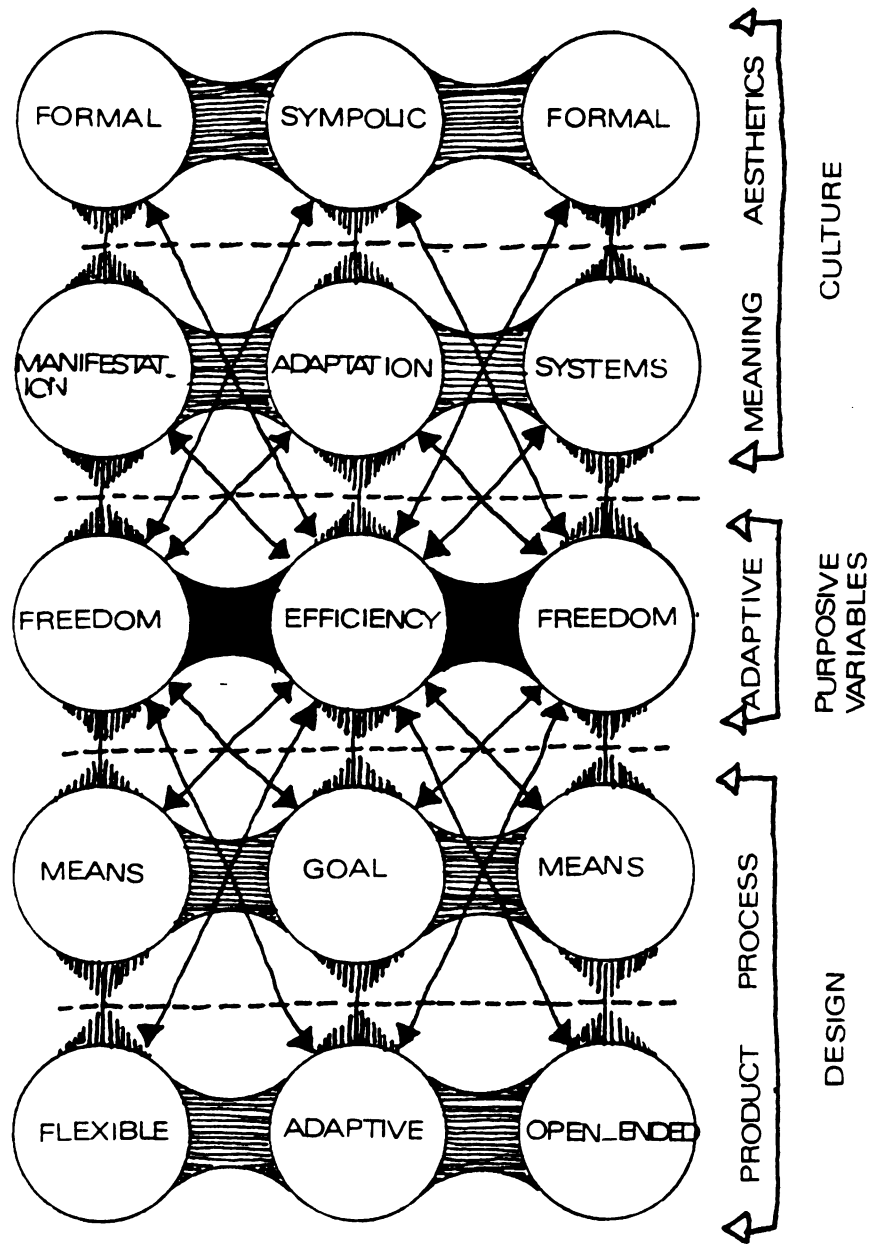 FORMAL SYMPOLIC FORMAL
AESTHETICS
CULTURE
MANIFESTAT_
ION
ADAPTATION SYSTEMS
MEANING
FREEDOM EFFICIENCY FREEDOM
ADAPTIVE
PURPOSIVE
VARIABLES
MEANS GOAL MEANS
PROCESS
DESIGN
FLEXIBLE ADAPTIVE OPEN_ENDED
PRODUCT